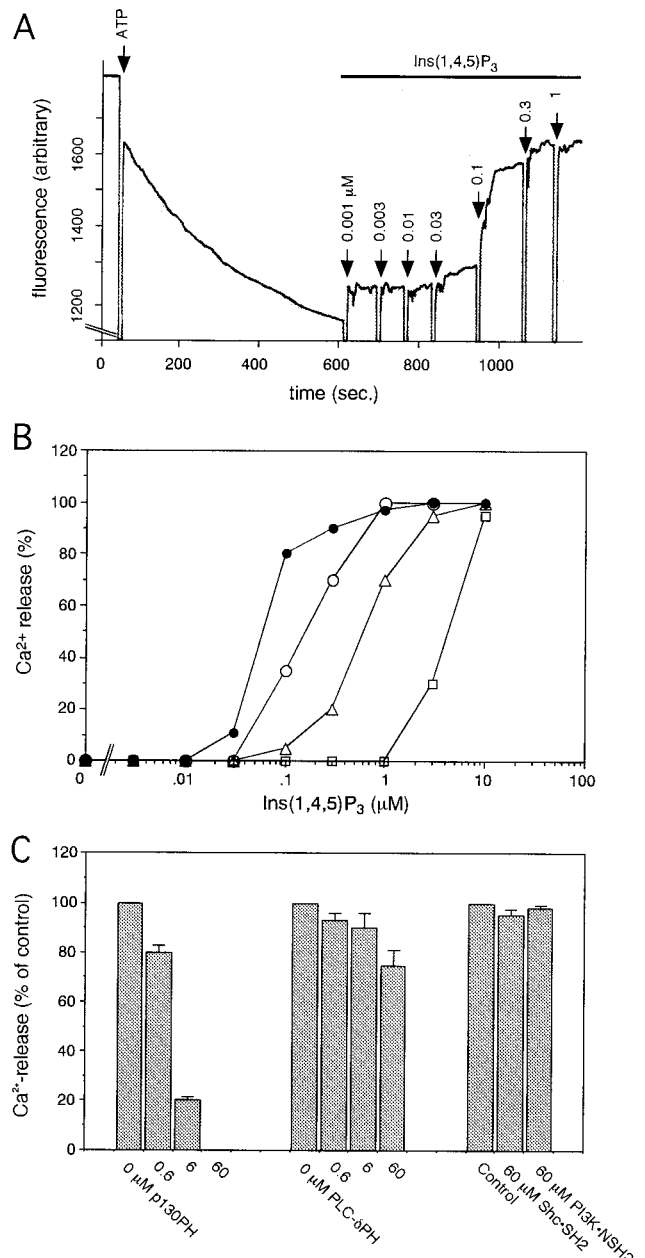 A
ATP
Ins(1,4,5)P₃
0.001 μM
0.003
0.01
0.03
0.1
0.3
1
fluorescence (arbitrary)
1600
1400
1200
0
200
400
600
800
1000
time (sec.)
B
Ca²⁺ release (%)
120
100
80
60
40
20
0
0
.01
.1
1
10
100
Ins(1,4,5)P₃ (μM)
C
Ca²⁺-release (% of control)
120
100
80
60
40
20
0
0 μM p130PH
0.6
6
60
0 μM PLC-δPH
0.6
6
60
Control
60 μM Shc•SH2
60 μM PI3K•NSH2